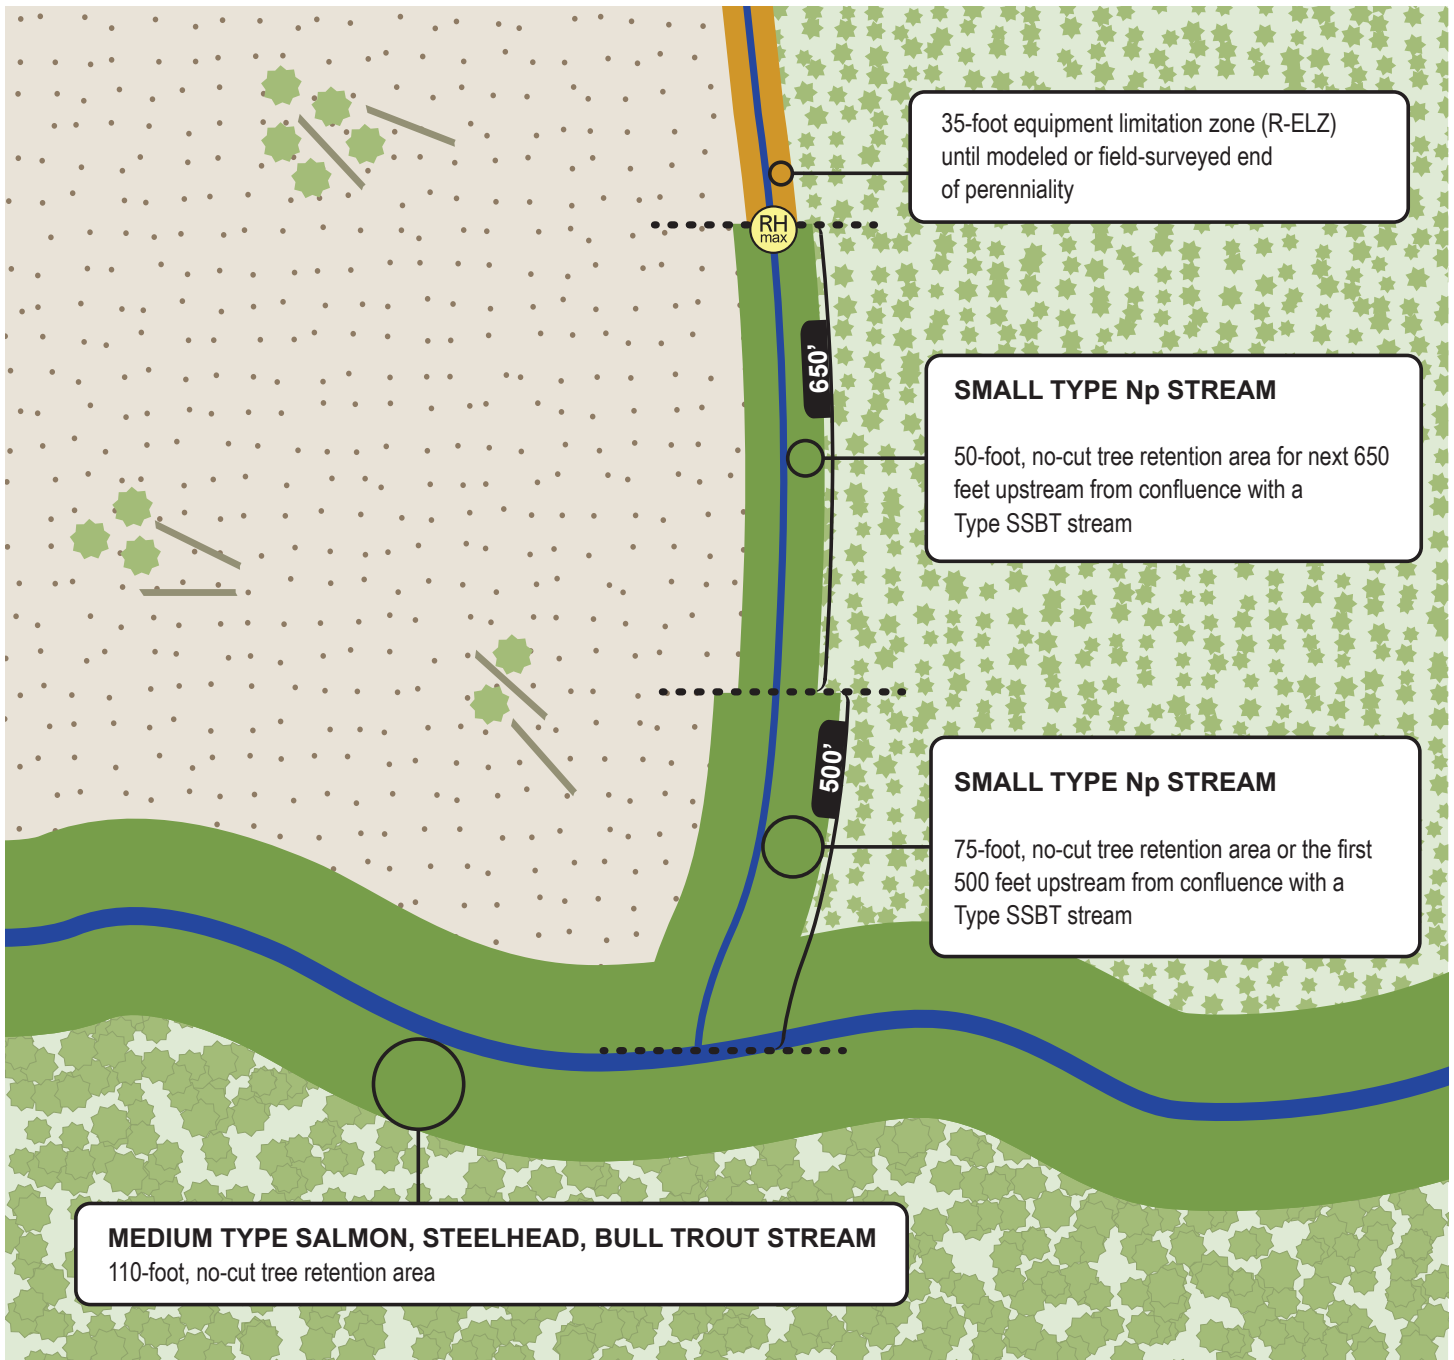 35-foot equipment limitation zone (R-ELZ)
until modeled or field-surveyed end
of perenniality
RH
max
650’
SMALL TYPE Np STREAM
50-foot, no-cut tree retention area for next 650
feet upstream from confluence with a
Type SSBT stream
500’
SMALL TYPE Np STREAM
75-foot, no-cut tree retention area or the first
500 feet upstream from confluence with a
Type SSBT stream
MEDIUM TYPE SALMON, STEELHEAD, BULL TROUT STREAM
110-foot, no-cut tree retention area